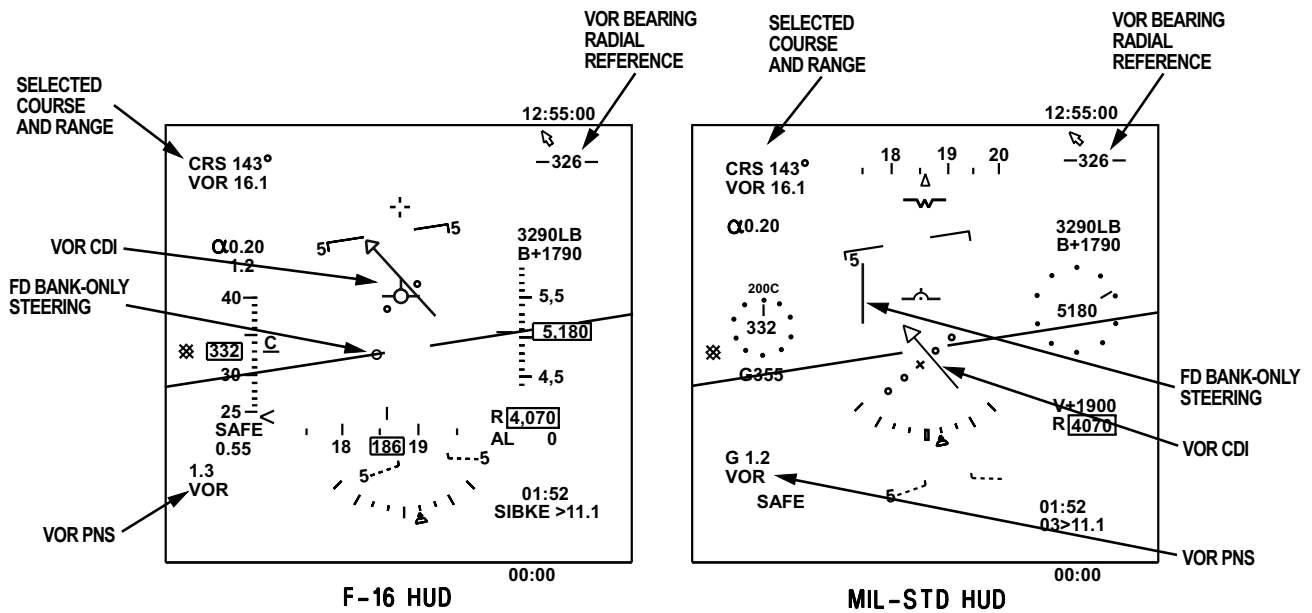 VOR BEARING
RADIAL
REFERENCE
SELECTED
COURSE
AND RANGE
12:55:00
CRS 143°
VOR 16.1
–326–
5
5
α0.20
1.2
3290LB
B+1790
VOR CDI
FD BANK-ONLY
STEERING
40
332
C
30
25
SAFE
0.55
5,5
5,180
4,5
R 4,070
AL 0
18 186 19
5
5
1.3
VOR
01:52
SIBKE >11.1
VOR PNS
00:00
F-16 HUD
SELECTED
COURSE
AND RANGE
VOR BEARING
RADIAL
REFERENCE
12:55:00
CRS 143°
VOR 16.1
18 19 20
–326–
α0.20
3290LB
B+1790
5
200C
332
G355
5180
FD BANK-ONLY
STEERING
V+1900
R 4070
VOR CDI
G 1.2
VOR
SAFE
5
01:52
03>11.1
VOR PNS
00:00
MIL-STD HUD